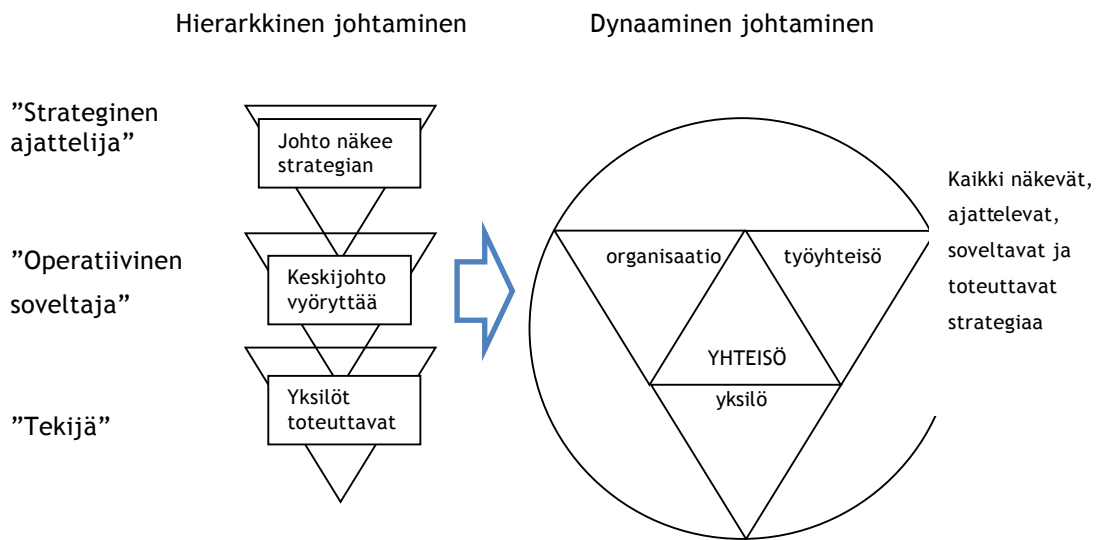 Hierarkkinen johtaminen
Dynaaminen johtaminen
”Strateginen
ajattelija”
Johto näkee
strategian
”Operatiivinen
soveltaja”
Keskijohto
vyöryttää
”Tekijä”
Yksilöt
toteuttavat
organisaatio
työyhteisö
YHTEISÖ
yksilö
Kaikki näkevät,
ajattelevat,
soveltavat ja
toteuttavat
strategiaa